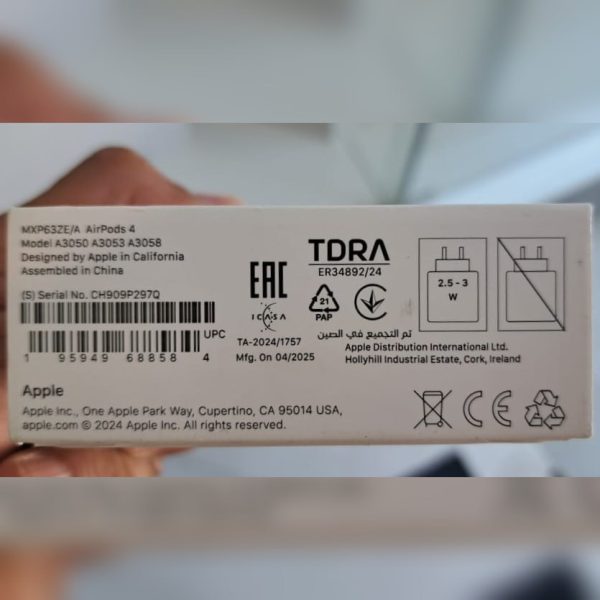 MXP63ZE/A AirPods 4
Model A3050 A3053 A3058
Designed by Apple in California
Assembled in China
(S) Serial No. CH909P297Q
UPC
1 95949 68858 4
Apple
Apple Inc., One Apple Park Way, Cupertino, CA 95014 USA,
apple.com © 2024 Apple Inc. All rights reserved.
EAC
ICASA
TA-2024/1757
Mfg. On 04/2025
TDRA
ER34892/24
21
PAP
تم التجميع في الصين
Apple Distribution International Ltd.
Hollyhill Industrial Estate, Cork, Ireland
2.5 - 3
W
CE